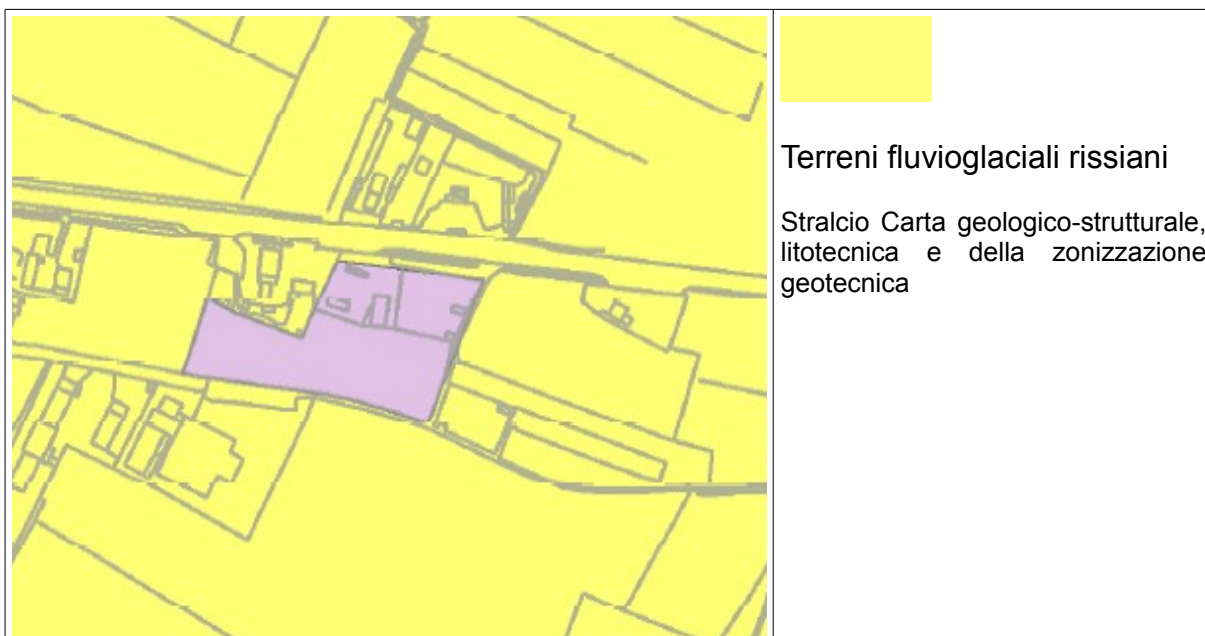 Terreni fluvioglaciali rissiani
Stralcio Carta geologico-strutturale,
litotecnica e della zonizzazione
geotecnica